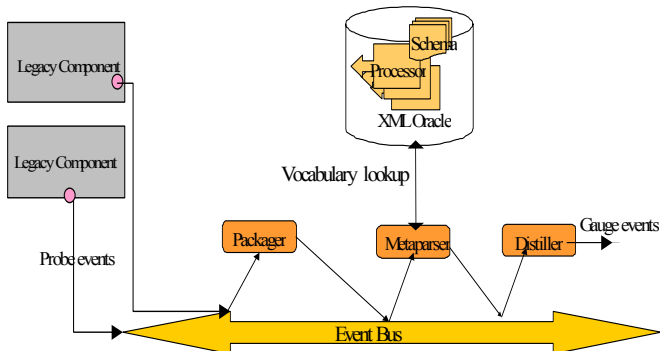 Legacy Component
Schema
Processor
XML Oracle
Legacy Component
Vocabulary lookup
Packager
Metaparser
Distiller
Gauge events
Probe events
Event Bus